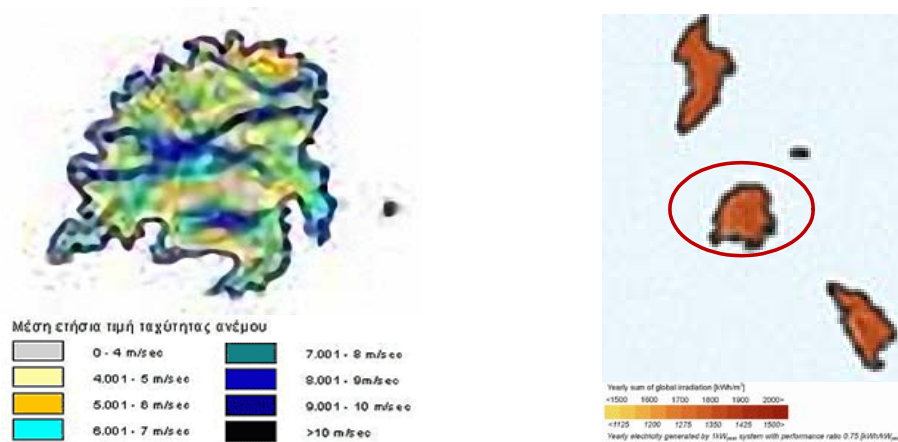 Μέση ετήσια τιμή ταχύτητας ανέμου
0 - 4 m/sec
4.001 - 5 m/sec
5.001 - 6 m/sec
6.001 - 7 m/sec
7.001 - 8 m/sec
8.001 - 9m/sec
9.001 - 10 m/sec
>10 m/sec
Yearly sum of global irradiation [kWh/m²]
<1500 1600 1700 1800 1900 2000>
<1125 1200 1275 1350 1425 1500>
Yearly electricity generated by 1kWpeak system with performance ratio 0.75 [kWh/kWpeak